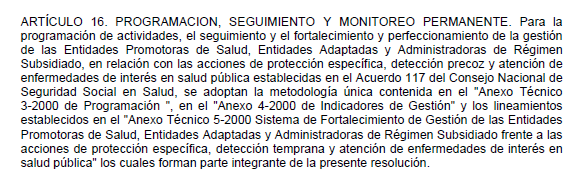 ARTÍCULO 16. PROGRAMACION, SEGUIMIENTO Y MONITOREO PERMANENTE. Para la
programación de actividades, el seguimiento y el fortalecimiento y perfeccionamiento de la gestión
de las Entidades Promotoras de Salud, Entidades Adaptadas y Administradoras de Régimen
Subsidiado, en relación con las acciones de protección específica, detección precoz y atención de
enfermedades de interés en salud pública establecidas en el Acuerdo 117 del Consejo Nacional de
Seguridad Social en Salud, se adoptan la metodología única contenida en el "Anexo Técnico
3-2000 de Programación ", en el "Anexo 4-2000 de Indicadores de Gestión" y los lineamientos
establecidos en el "Anexo Técnico 5-2000 Sistema de Fortalecimiento de Gestión de las Entidades
Promotoras de Salud, Entidades Adaptadas y Administradoras de Régimen Subsidiado frente a las
acciones de protección específica, detección temprana y atención de enfermedades de interés en
salud pública" los cuales forman parte integrante de la presente resolución.